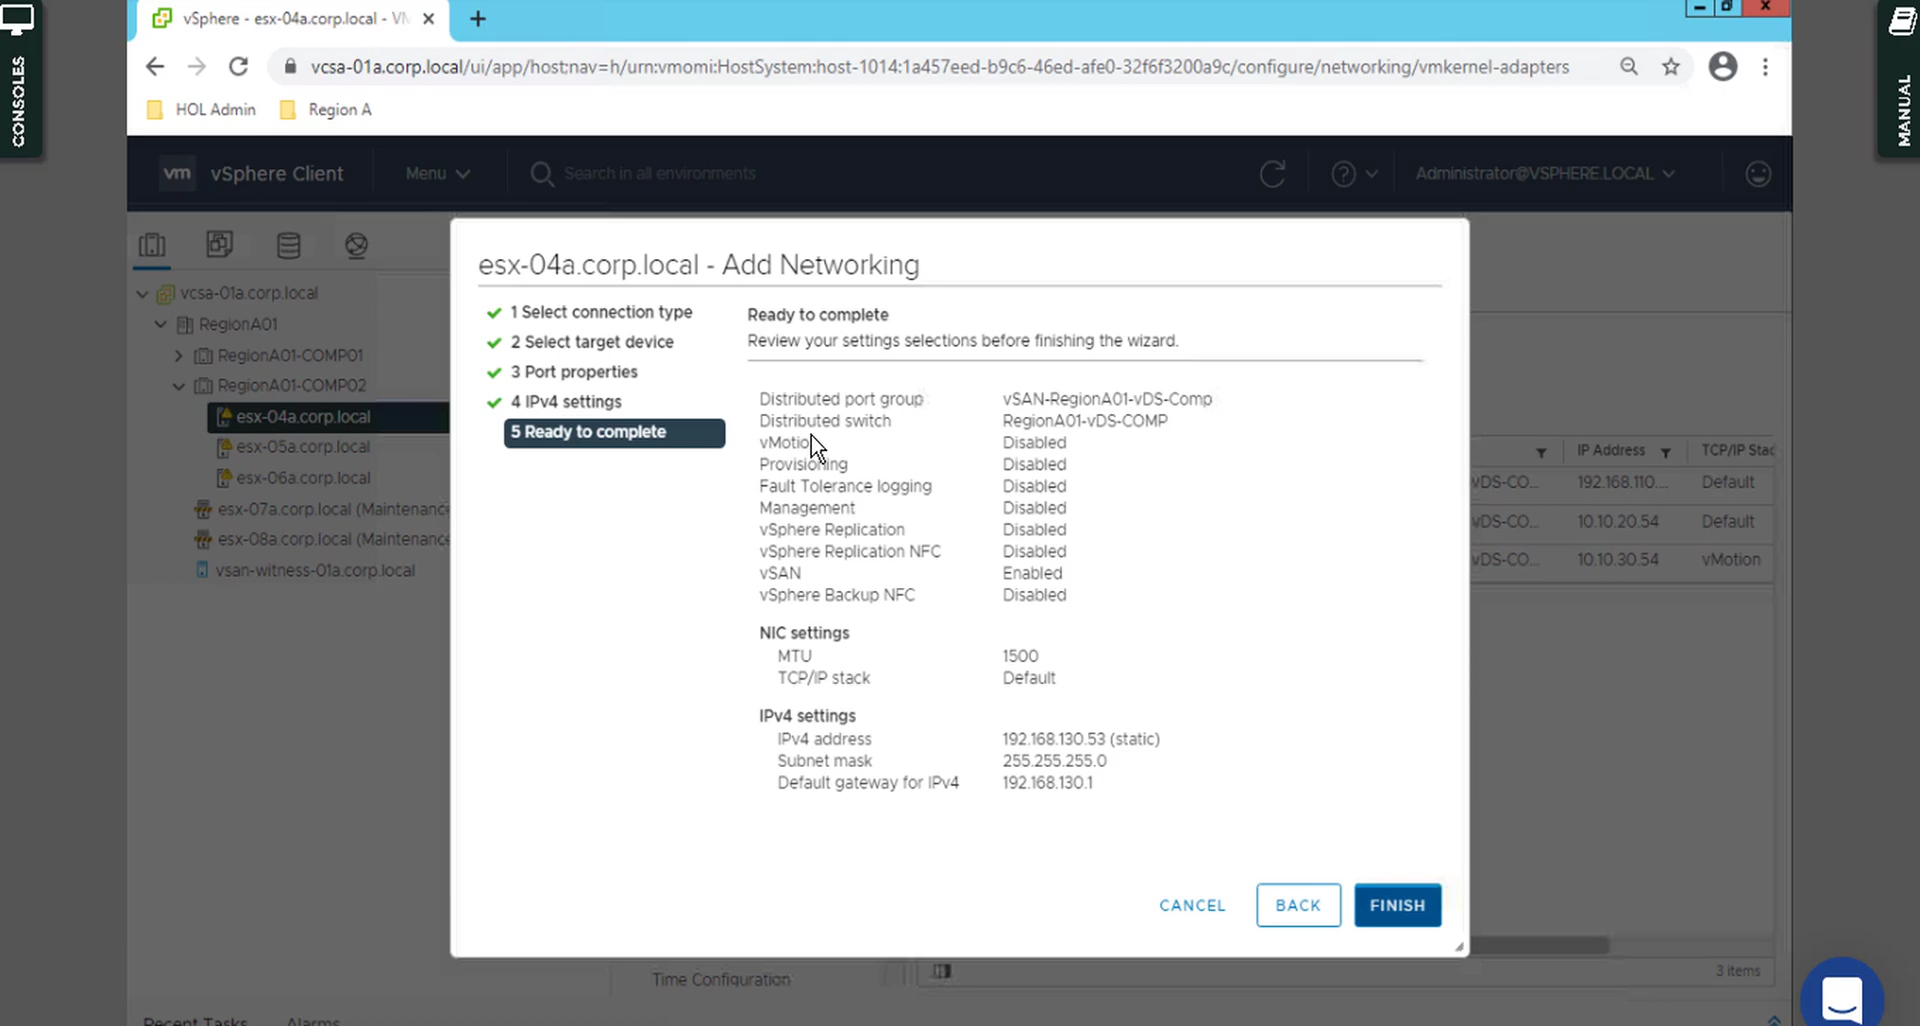 CONSOLES
MANUAL
vSphere - esx-04a.corp.local - VM
vcsa-01a.corp.local/ui/app/host;nav=h/urn:vmomi:HostSystem:host-1014:1a457eed-b9c6-46ed-afe0-32f6f3200a9c/configure/networking/vmkernel-adapters
HOL Admin
Region A
vm vSphere Client
Menu
Search in all environments
Administrator@VSPHERE.LOCAL
vcsa-01a.corp.local
RegionA01
RegionA01-COMP01
RegionA01-COMP02
esx-04a.corp.local
esx-05a.corp.local
esx-06a.corp.local
esx-07a.corp.local (Maintenance
esx-08a.corp.local (Maintenance
vsan-witness-01a.corp.local
esx-04a.corp.local - Add Networking
1 Select connection type
2 Select target device
3 Port properties
4 IPv4 settings
5 Ready to complete
Ready to complete
Review your settings selections before finishing the wizard.
Distributed port group vSAN-RegionA01-vDS-Comp
Distributed switch RegionA01-vDS-COMP
vMotion Disabled
Provisioning Disabled
Fault Tolerance logging Disabled
Management Disabled
vSphere Replication Disabled
vSphere Replication NFC Disabled
vSAN Enabled
vSphere Backup NFC Disabled
NIC settings
MTU 1500
TCP/IP stack Default
IPv4 settings
IPv4 address 192.168.130.53 (static)
Subnet mask 255.255.255.0
Default gateway for IPv4 192.168.130.1
CANCEL
BACK
FINISH
IP Address TCP/IP Stac
vDS-CO... 192.168.110.... Default
vDS-CO... 10.10.20.54 Default
vDS-CO... 10.10.30.54 vMotion
Time Configuration
3 items
Recent Tasks Alarms